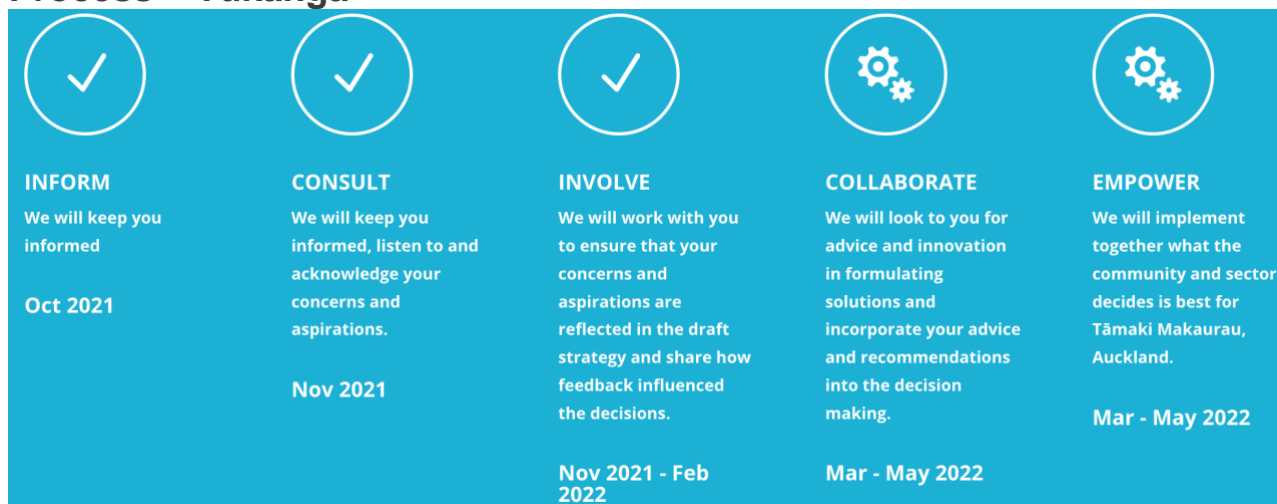 INFORM
We will keep you
informed
Oct 2021
CONSULT
We will keep you
informed, listen to and
acknowledge your
concerns and
aspirations.
Nov 2021
INVOLVE
We will work with you
to ensure that your
concerns and
aspirations are
reflected in the draft
strategy and share how
feedback influenced
the decisions.
Nov 2021 - Feb
2022
COLLABORATE
We will look to you for
advice and innovation
in formulating
solutions and
incorporate your advice
and recommendations
into the decision
making.
Mar - May 2022
EMPOWER
We will implement
together what the
community and sector
decides is best for
Tāmaki Makaurau,
Auckland.
Mar - May 2022